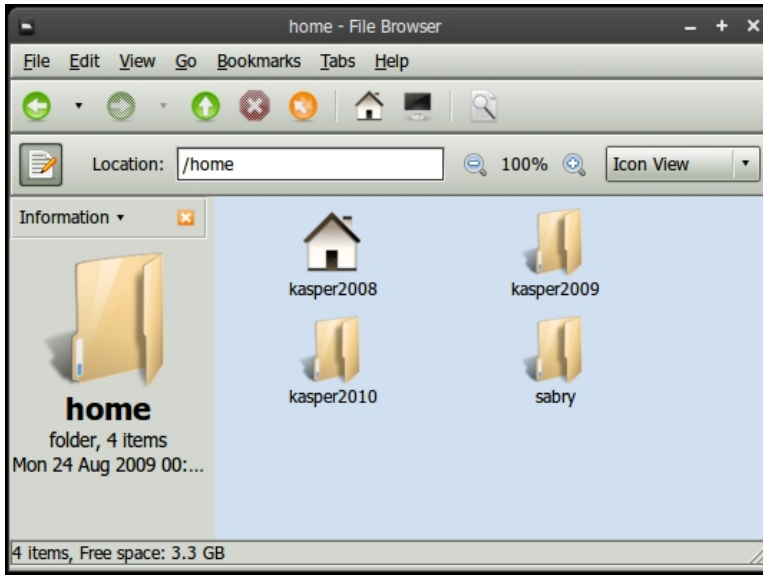 home - File Browser
File Edit View Go Bookmarks Tabs Help
Location: /home 100% Icon View
Information
kasper2008 kasper2009
kasper2010 sabry
home
folder, 4 items
Mon 24 Aug 2009 00:...
4 items, Free space: 3.3 GB